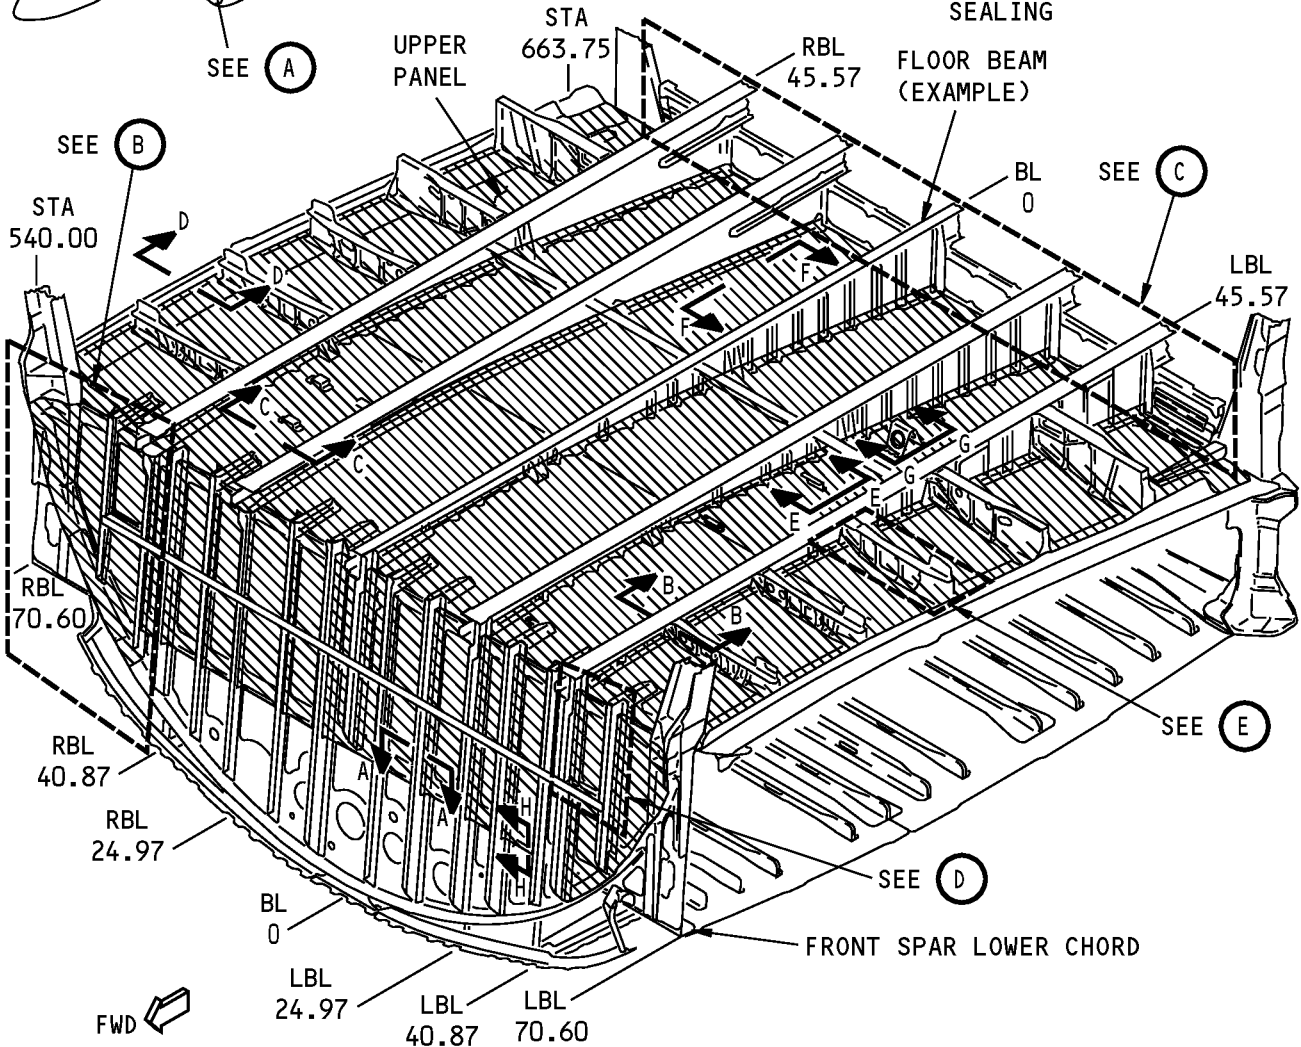 SEALING
STA
663.75
UPPER
PANEL
RBL
45.57
FLOOR BEAM
(EXAMPLE)
SEE A
SEE B
BL
0
SEE C
STA
540.00
D
D
LBL
45.57
F
F
C
C
G
G
E
E
B
B
RBL
70.60
SEE E
RBL
40.87
A
A
H
H
RBL
24.97
SEE D
BL
0
FRONT SPAR LOWER CHORD
LBL
24.97
LBL
40.87
LBL
70.60
FWD